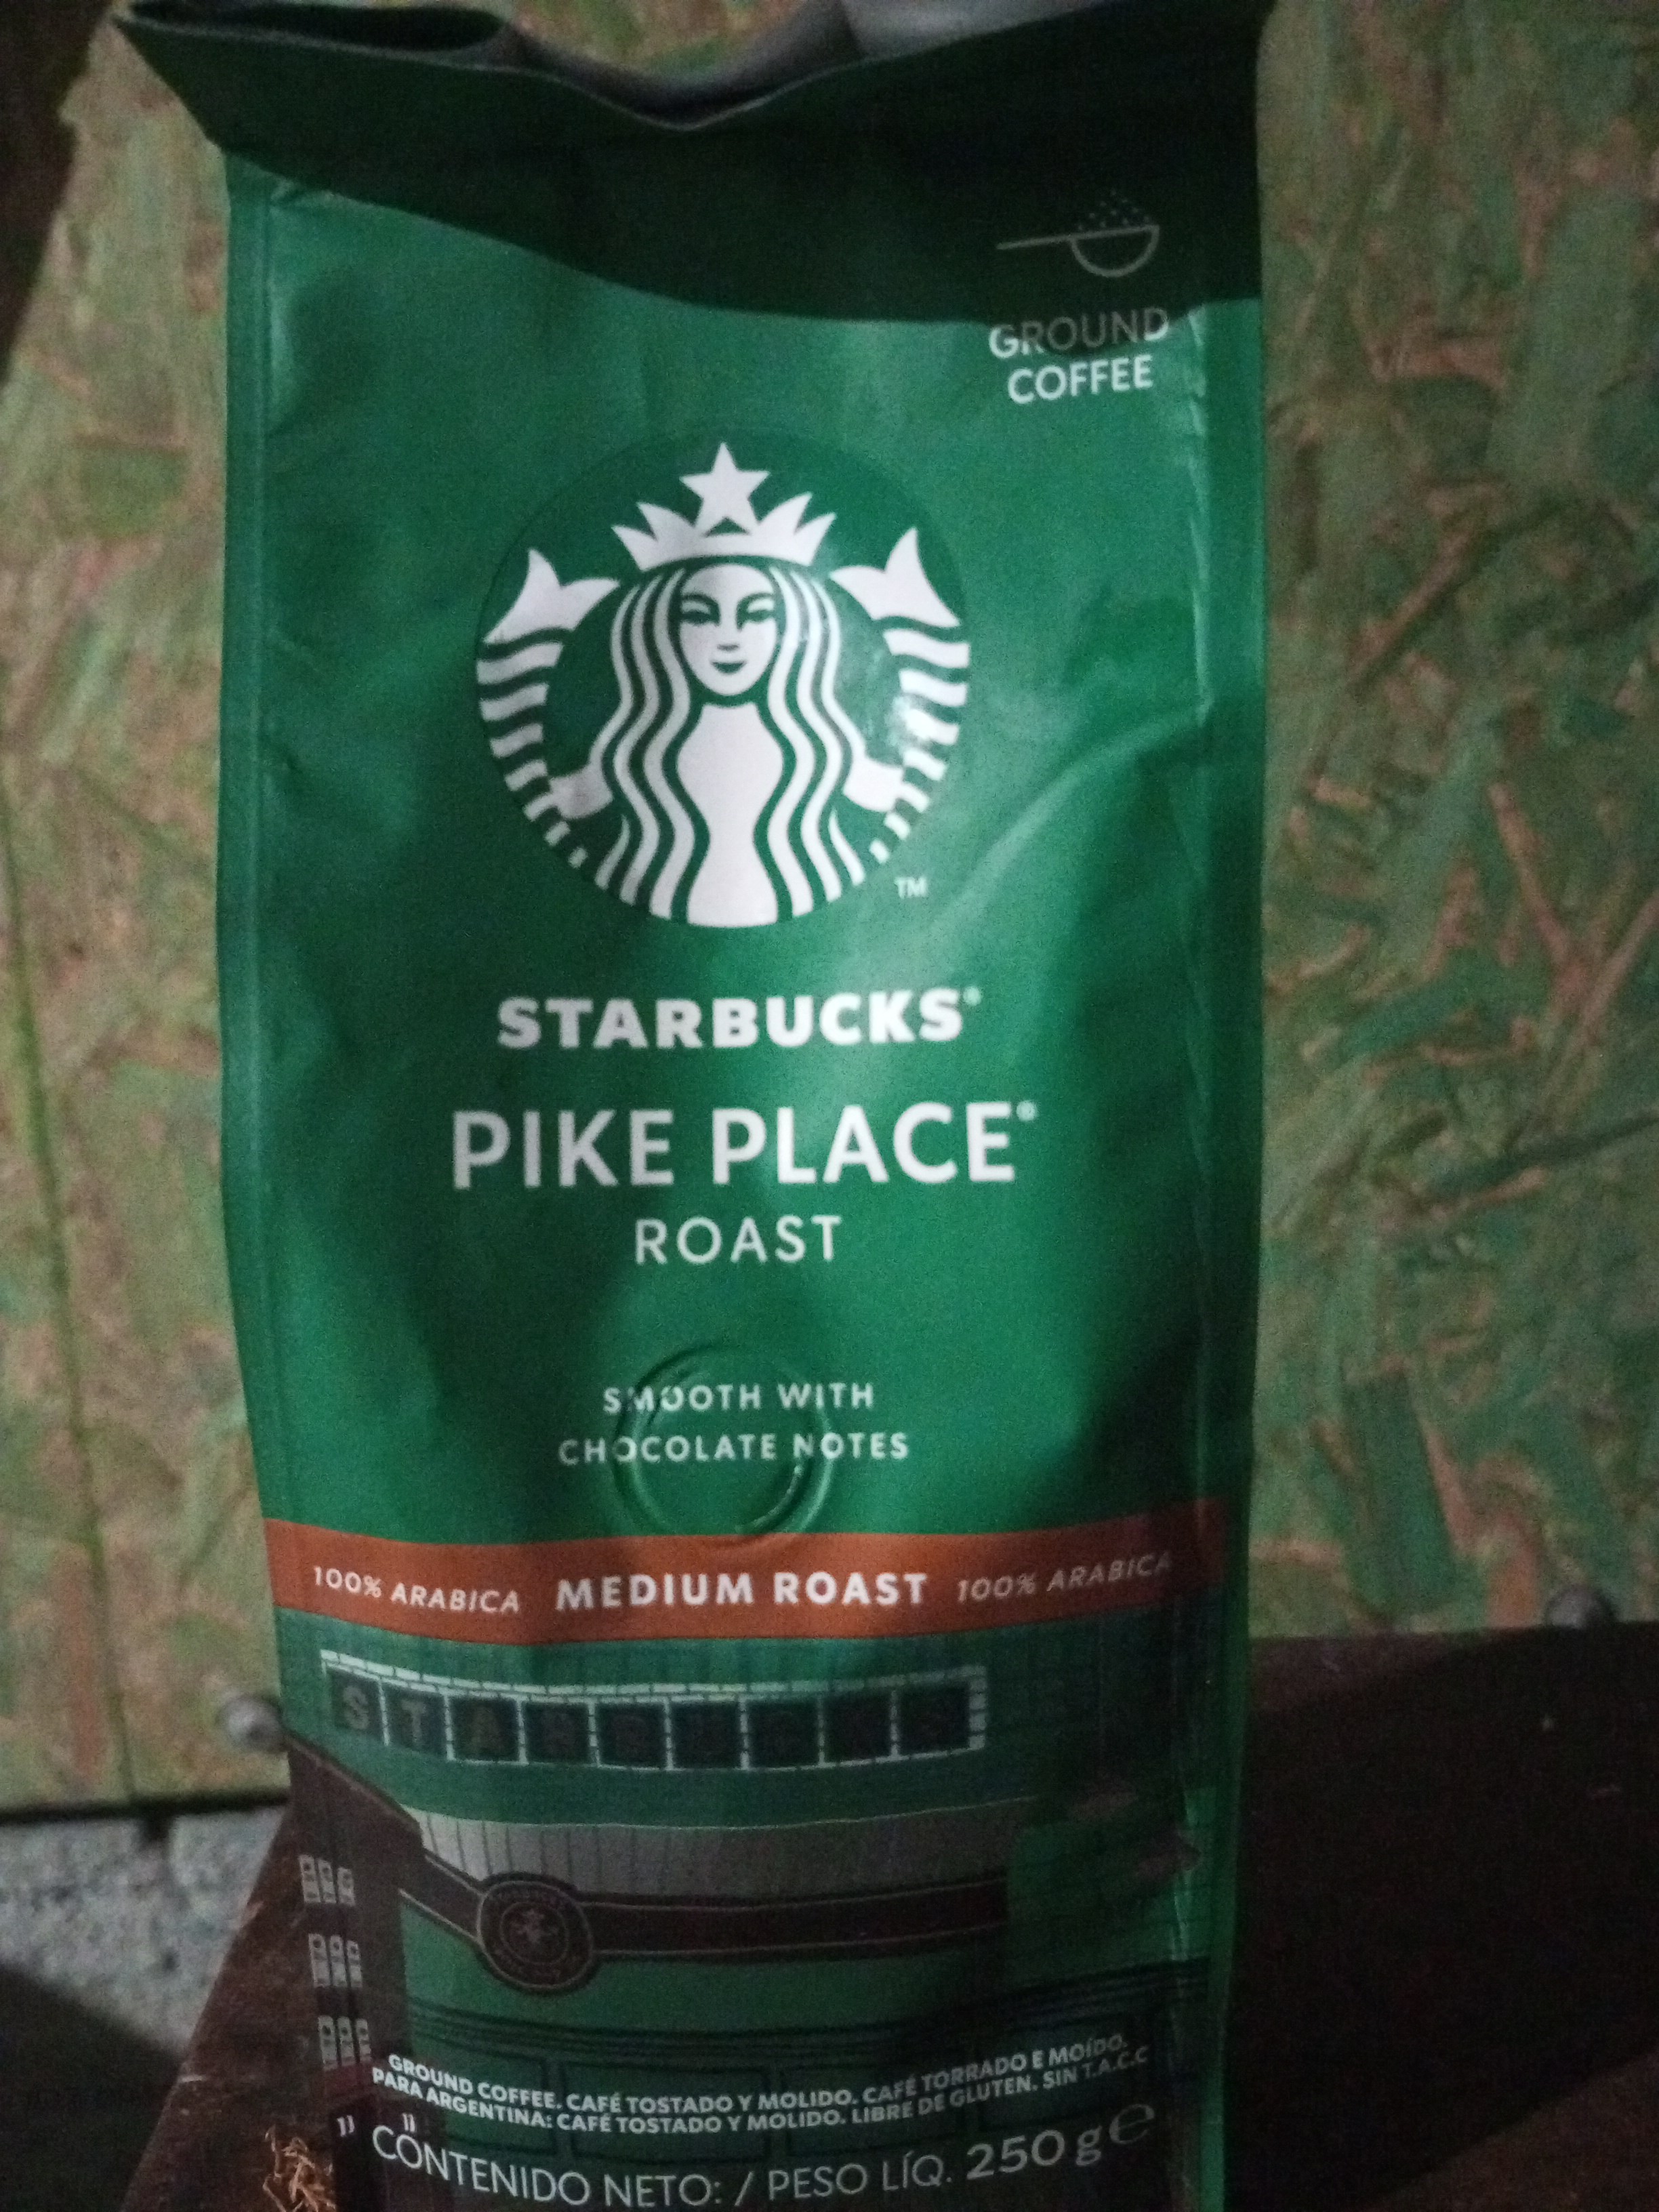 GROUND
COFFEE
TM
STARBUCKS®
PIKE PLACE®
ROAST
SMOOTH WITH
CHOCOLATE NOTES
100% ARABICA MEDIUM ROAST 100% ARABICA
STARBUCKS
GROUND COFFEE. CAFÉ TOSTADO Y MOLIDO. CAFÉ TORRADO E MOÍDO.
PARA ARGENTINA: CAFÉ TOSTADO Y MOLIDO. LIBRE DE GLUTEN. SIN T.A.C.C
CONTENIDO NETO: / PESO LÍQ. 250 g e